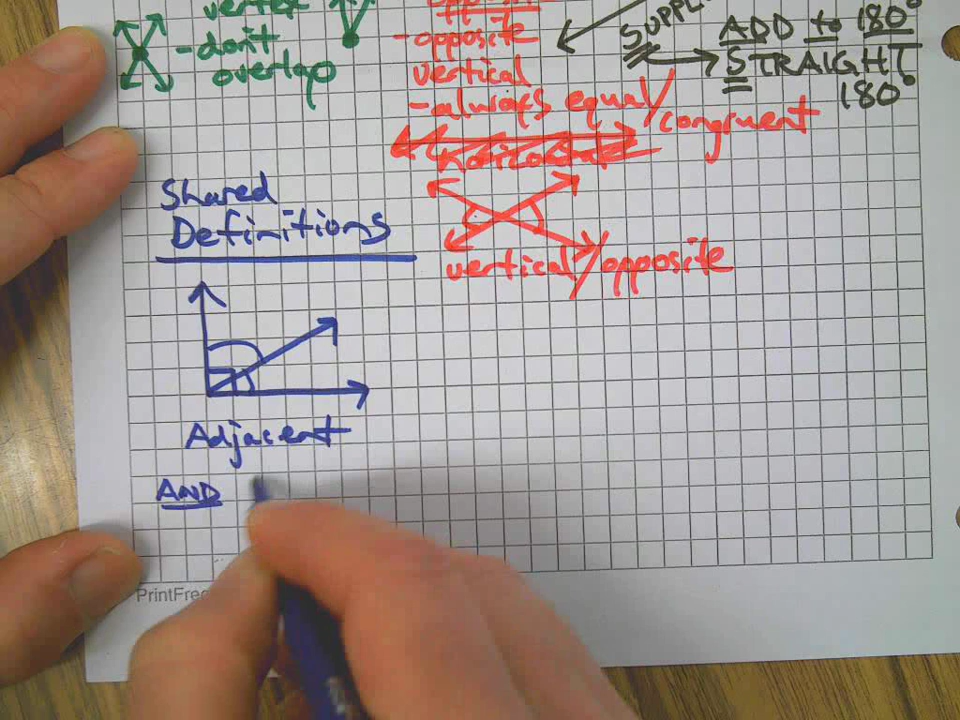 vertex
- don't
overlap
- opposite
vertical
- always equal/
congruent
vertical/opposite
SUPPL
ADD to 180°
STRAIGHT
180°
Shared
Definitions
Adjacent
AND
PrintFree